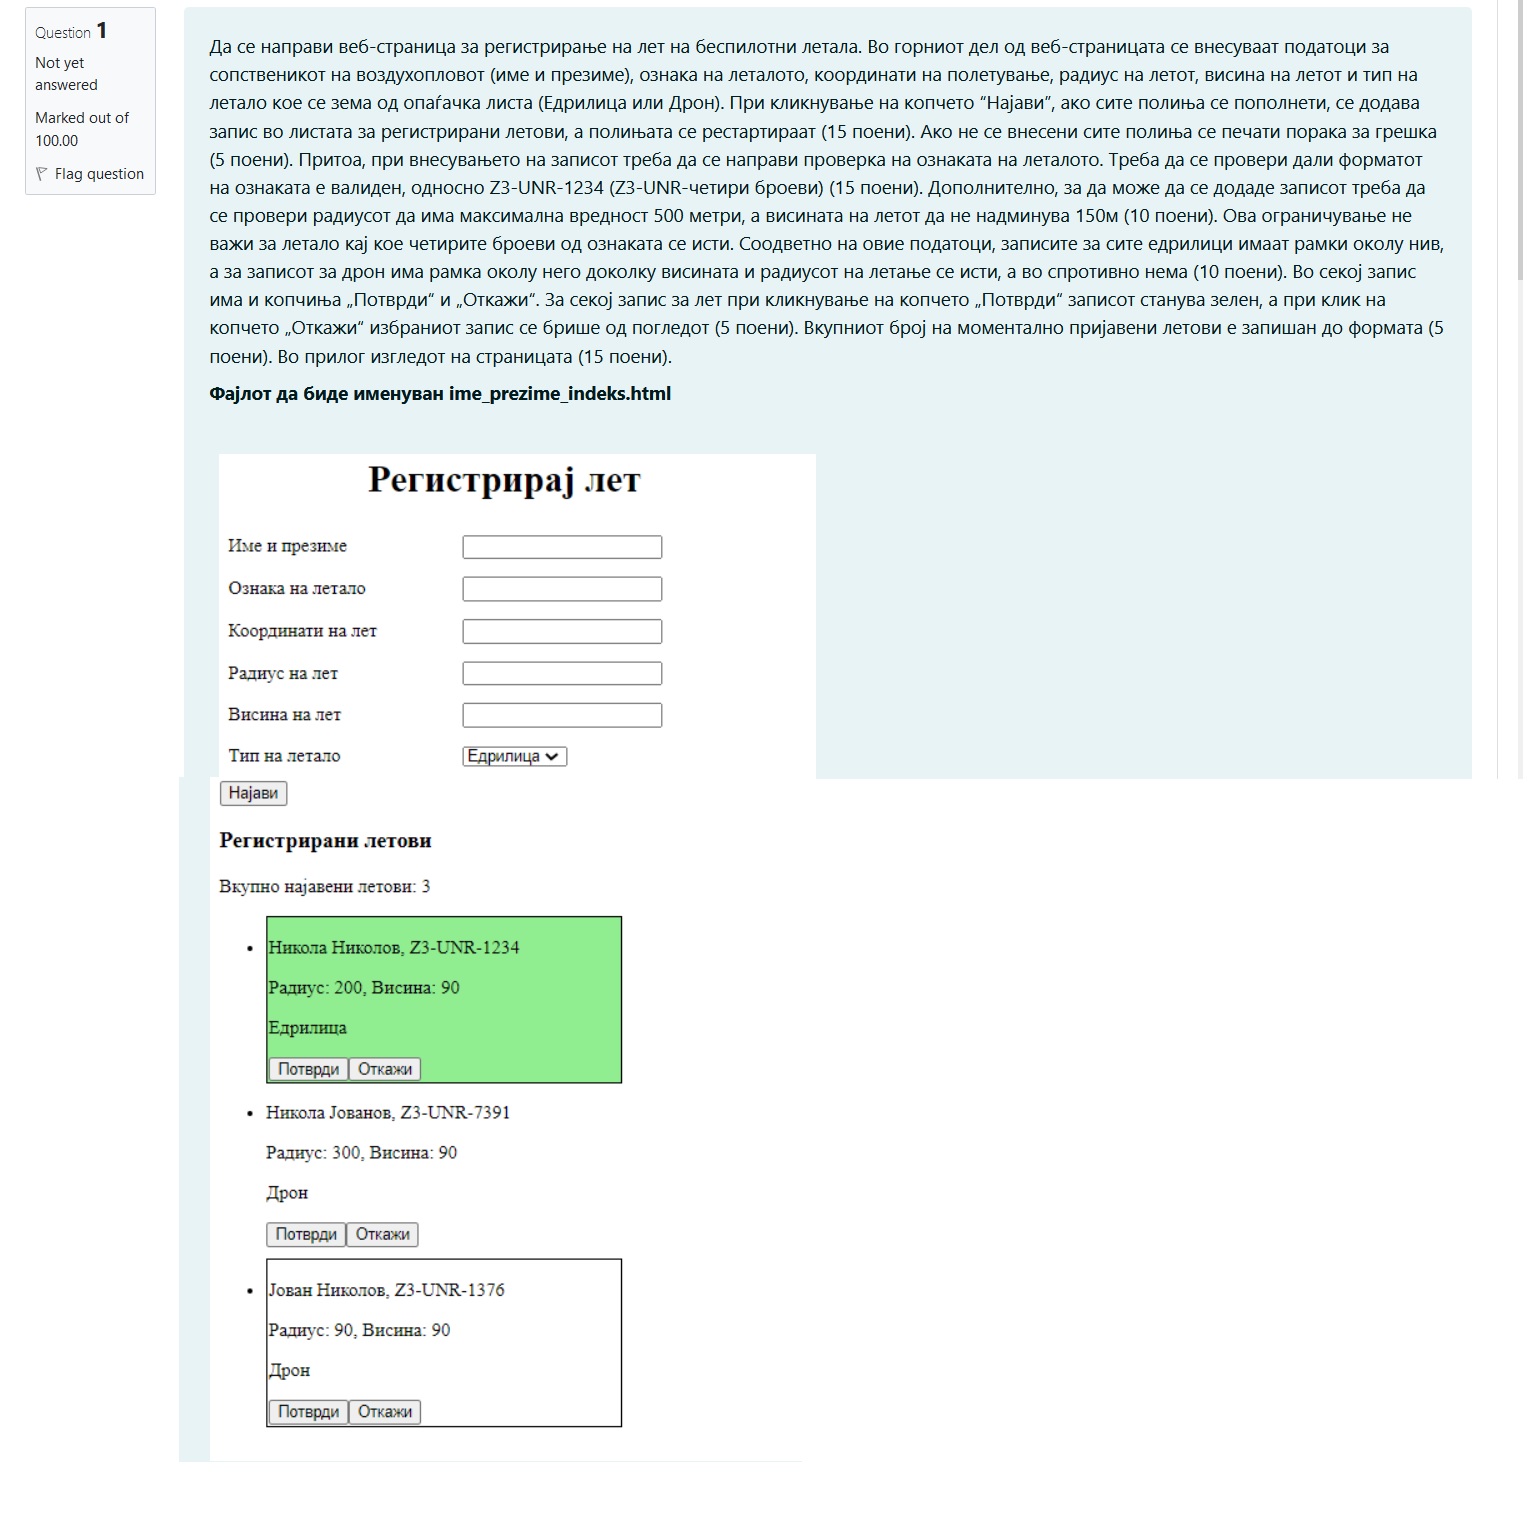 Question 1
Not yet
answered
Marked out of
100.00
Flag question
Да се направи веб-страница за регистрирање на лет на беспилотни летала. Во горниот дел од веб-страницата се внесуваат податоци за
сопственикот на воздухопловот (име и презиме), ознака на леталото, координати на полетување, радиус на летот, висина на летот и тип на
летало кое се зема од опаѓачка листа (Едрилица или Дрон). При кликнување на копчето “Најави”, ако сите полиња се пополнети, се додава
запис во листата за регистрирани летови, а полињата се рестартираат (15 поени). Ако не се внесени сите полиња се печати порака за грешка
(5 поени). Притоа, при внесувањето на записот треба да се направи проверка на ознаката на леталото. Треба да се провери дали форматот
на ознаката е валиден, односно Z3-UNR-1234 (Z3-UNR-четири броеви) (15 поени). Дополнително, за да може да се додаде записот треба да
се провери радиусот да има максимална вредност 500 метри, а висината на летот да не надминува 150м (10 поени). Ова ограничување не
важи за летало кај кое четирите броеви од ознаката се исти. Соодветно на овие податоци, записите за сите едрилици имаат рамки околу нив,
а за записот за дрон има рамка околу него доколку висината и радиусот на летање се исти, а во спротивно нема (10 поени). Во секој запис
има и копчиња „Потврди“ и „Откажи“. За секој запис за лет при кликнување на копчето „Потврди“ записот станува зелен, а при клик на
копчето „Откажи“ избраниот запис се брише од погледот (5 поени). Вкупниот број на моментално пријавени летови е запишан до формата (5
поени). Во прилог изгледот на страницата (15 поени).
Фајлот да биде именуван ime_prezime_indeks.html
Регистрирај лет
Име и презиме
Ознака на летало
Координати на лет
Радиус на лет
Висина на лет
Тип на летало Едрилица
Најави
Регистрирани летови
Вкупно најавени летови: 3
Никола Николов, Z3-UNR-1234
Радиус: 200, Висина: 90
Едрилица
Потврди Откажи
Никола Јованов, Z3-UNR-7391
Радиус: 300, Висина: 90
Дрон
Потврди Откажи
Јован Николов, Z3-UNR-1376
Радиус: 90, Висина: 90
Дрон
Потврди Откажи